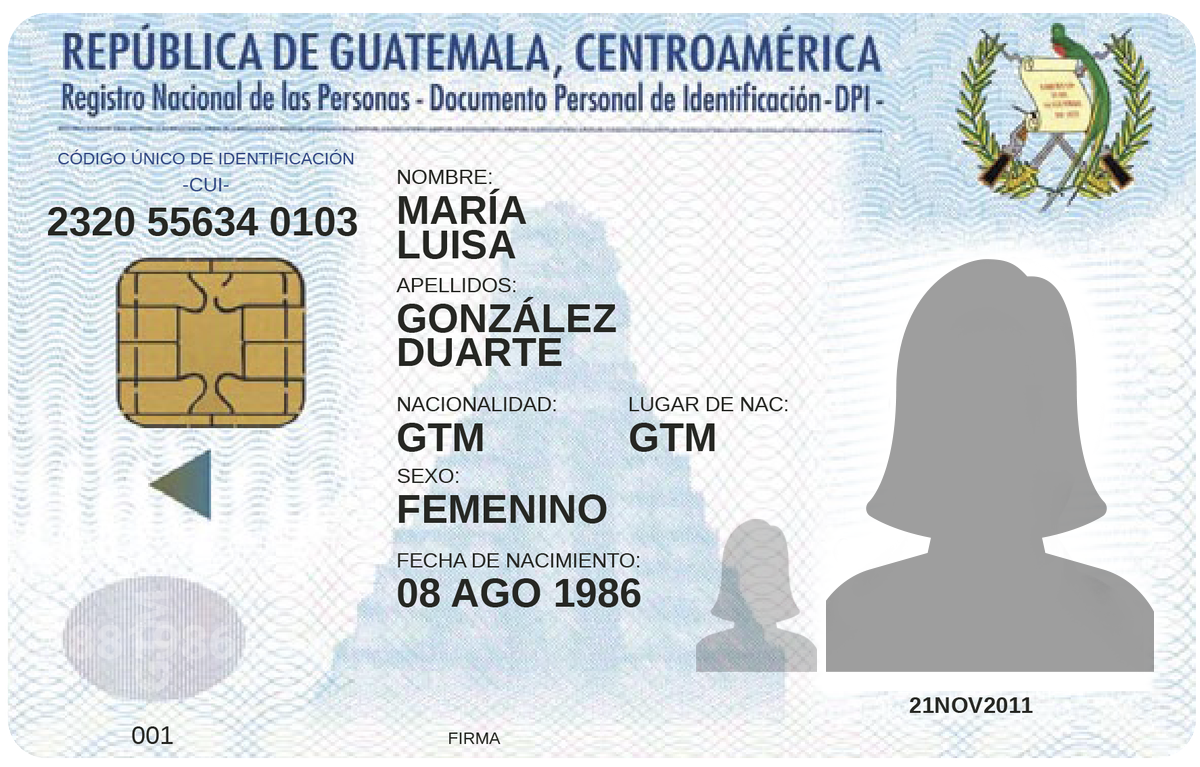 REPÚBLICA DE GUATEMALA, CENTROAMÉRICA
Registro Nacional de las Personas - Documento Personal de Identificación-DPI -
CÓDIGO ÚNICO DE IDENTIFICACIÓN
-CUI-
2320 55634 0103
NOMBRE:
MARÍA
LUISA
APELLIDOS:
GONZÁLEZ
DUARTE
NACIONALIDAD: LUGAR DE NAC:
GTM GTM
SEXO:
FEMENINO
FECHA DE NACIMIENTO:
08 AGO 1986
21NOV2011
001
FIRMA